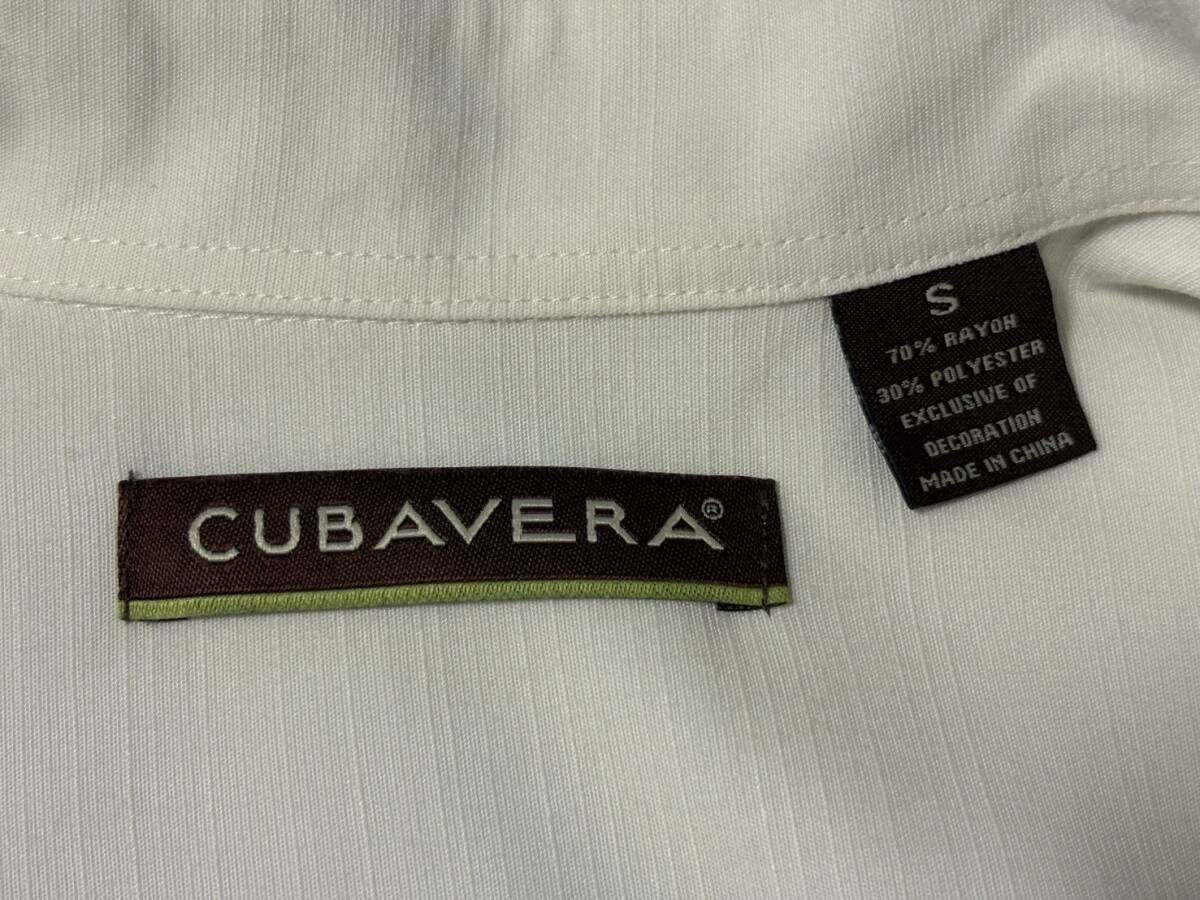 CUBAVERA®
S
70% RAYON
30% POLYESTER
EXCLUSIVE OF
DECORATION
MADE IN CHINA